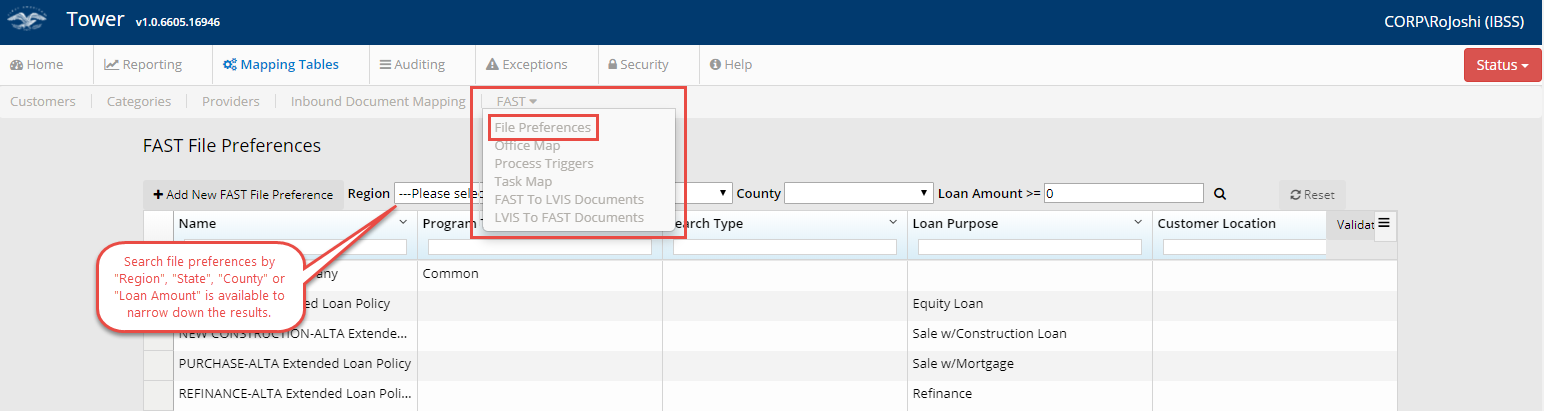 Tower v1.0.6605.16946
CORP\RoJoshi (IBSS)
Home
Reporting
Mapping Tables
Auditing
Exceptions
Security
Help
Status
Customers
Categories
Providers
Inbound Document Mapping
FAST
File Preferences
Office Map
Process Triggers
Task Map
FAST To LVIS Documents
LVIS To FAST Documents
FAST File Preferences
Add New FAST File Preference
Region ---Please selec
County
Loan Amount >= 0
Reset
Name
Program T
earch Type
Loan Purpose
Customer Location
Validat
Search file preferences by
"Region", "State", "County" or
"Loan Amount" is available to
narrow down the results.
any
Common
ded Loan Policy
Equity Loan
NEW CONSTRUCTION-ALTA Extende...
Sale w/Construction Loan
PURCHASE-ALTA Extended Loan Policy
Sale w/Mortgage
REFINANCE-ALTA Extended Loan Poli...
Refinance